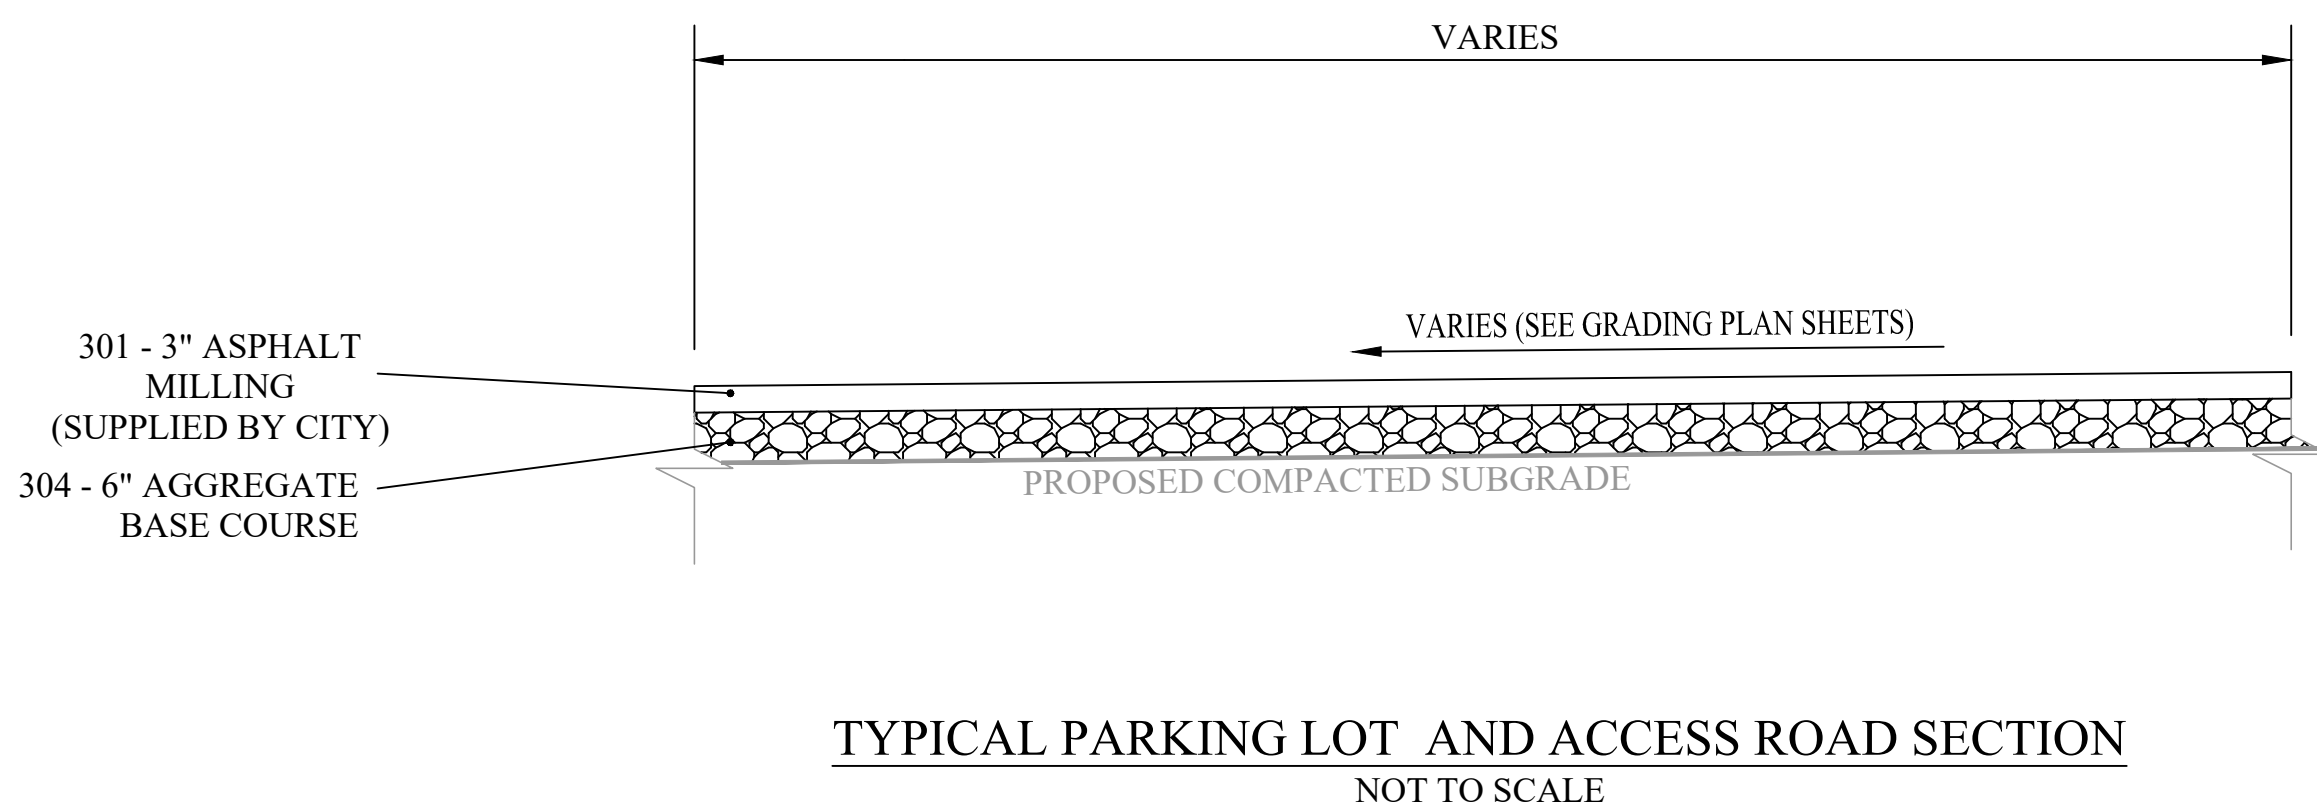 VARIES
VARIES (SEE GRADING PLAN SHEETS)
301 - 3" ASPHALT
MILLING
(SUPPLIED BY CITY)
304 - 6" AGGREGATE
BASE COURSE
PROPOSED COMPACTED SUBGRADE
TYPICAL PARKING LOT AND ACCESS ROAD SECTION
NOT TO SCALE